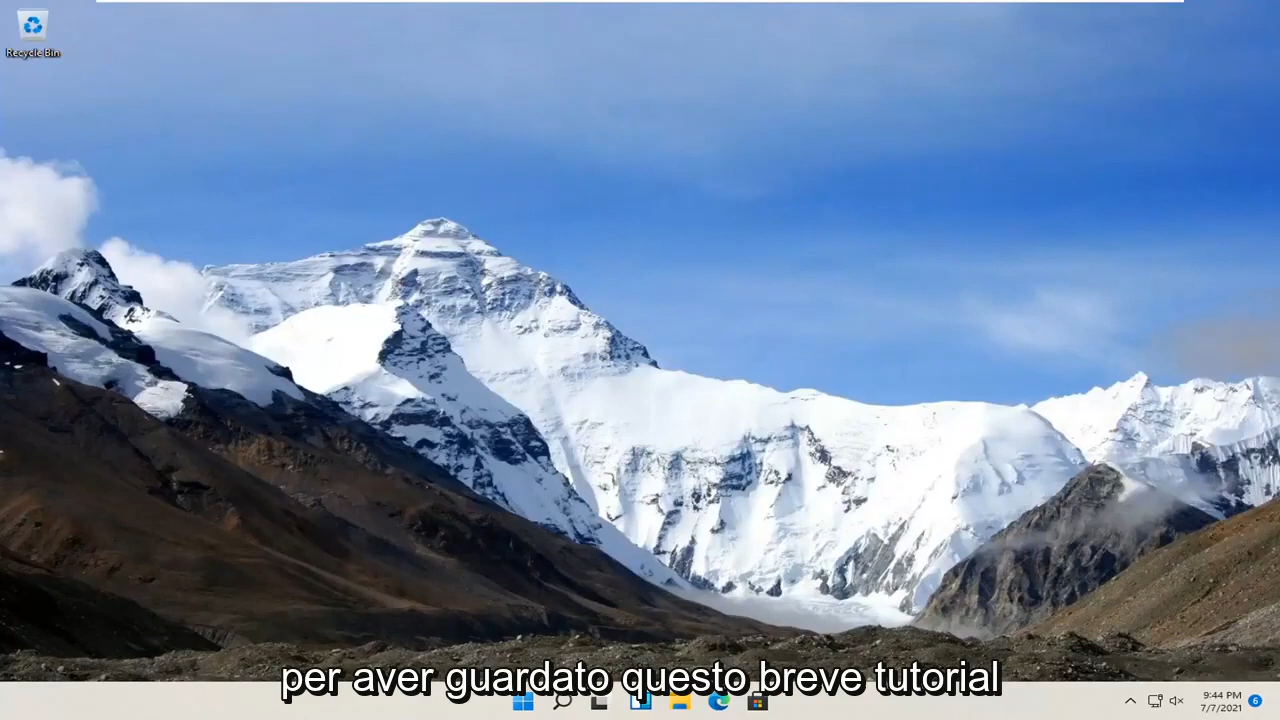 Recycle Bin
per aver guardato questo breve tutorial
9:44 PM
7/7/2021
6